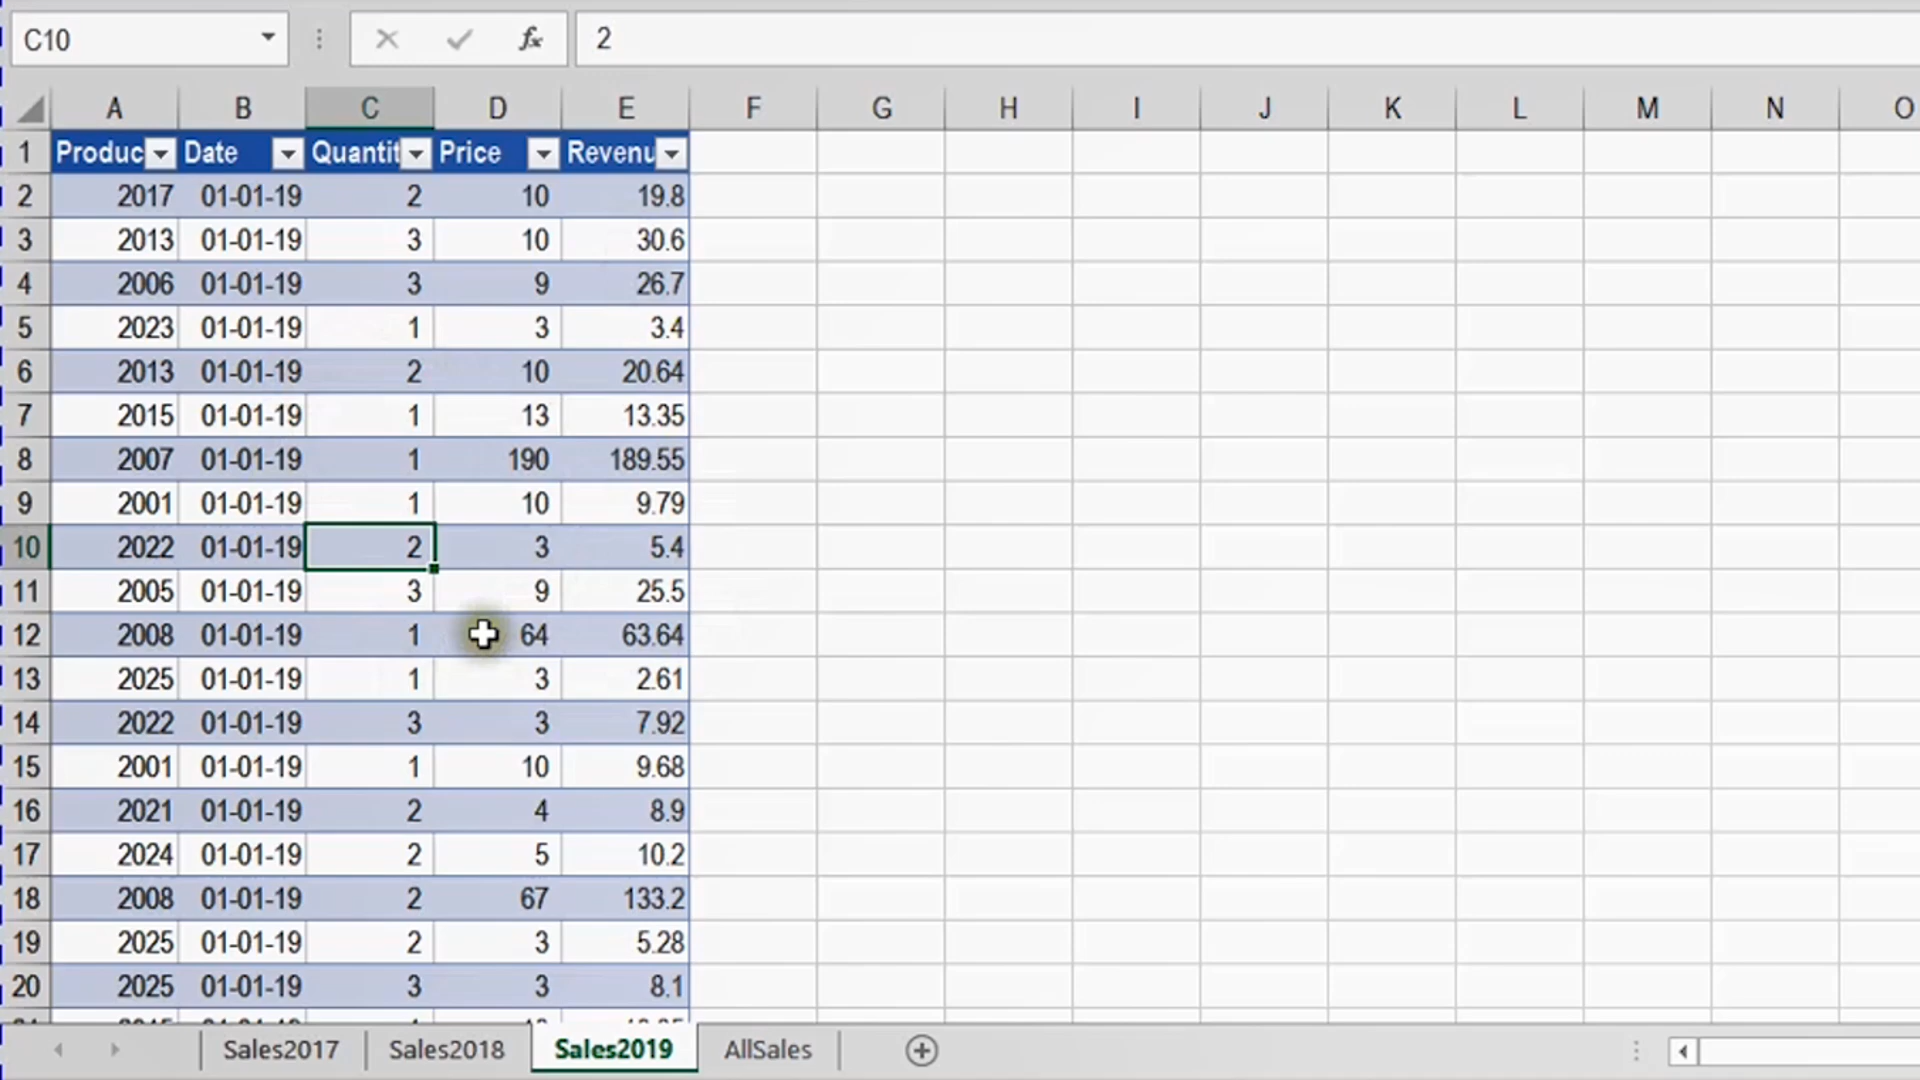 C10 fx 2
A B C D E F G H I J K L M N O
1 Produc Date Quantit Price Revenu
2 2017 01-01-19 2 10 19.8
3 2013 01-01-19 3 10 30.6
4 2006 01-01-19 3 9 26.7
5 2023 01-01-19 1 3 3.4
6 2013 01-01-19 2 10 20.64
7 2015 01-01-19 1 13 13.35
8 2007 01-01-19 1 190 189.55
9 2001 01-01-19 1 10 9.79
10 2022 01-01-19 2 3 5.4
11 2005 01-01-19 3 9 25.5
12 2008 01-01-19 1 64 63.64
13 2025 01-01-19 1 3 2.61
14 2022 01-01-19 3 3 7.92
15 2001 01-01-19 1 10 9.68
16 2021 01-01-19 2 4 8.9
17 2024 01-01-19 2 5 10.2
18 2008 01-01-19 2 67 133.2
19 2025 01-01-19 2 3 5.28
20 2025 01-01-19 3 3 8.1
Sales2017 Sales2018 Sales2019 AllSales